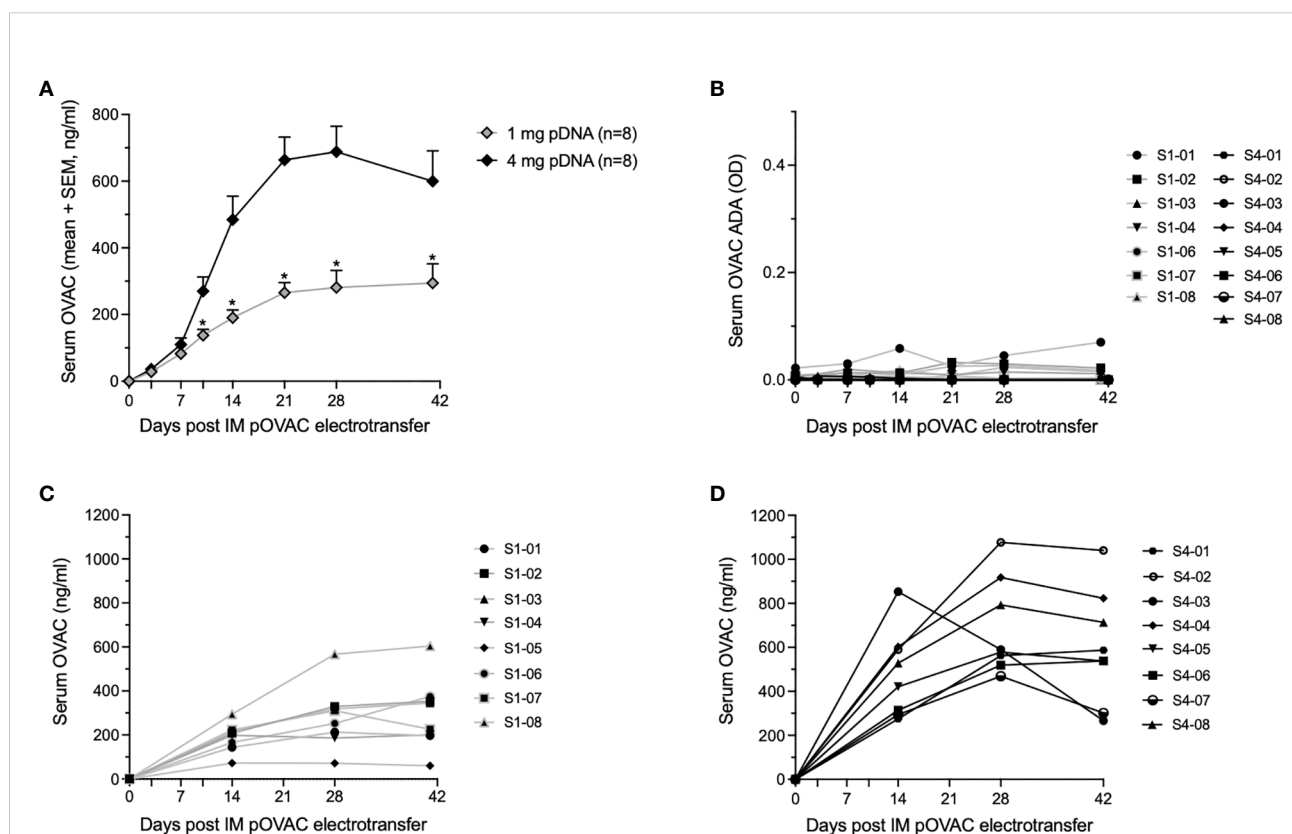 A
Serum OVAC (mean + SEM, ng/ml)
800
600
400
200
0
* * * * *
0 7 14 21 28 42
Days post IM pOVAC electrotransfer
1 mg pDNA (n=8)
4 mg pDNA (n=8)
B
Serum OVAC ADA (OD)
0.4
0.2
0.0
0 7 14 21 28 42
Days post IM pOVAC electrotransfer
S1-01 S4-01
S1-02 S4-02
S1-03 S4-03
S1-04 S4-04
S1-06 S4-05
S1-07 S4-06
S1-08 S4-07
S4-08
C
Serum OVAC (ng/ml)
1200
1000
800
600
400
200
0
0 7 14 21 28 42
Days post IM pOVAC electrotransfer
S1-01
S1-02
S1-03
S1-04
S1-05
S1-06
S1-07
S1-08
D
Serum OVAC (ng/ml)
1200
1000
800
600
400
200
0
0 7 14 21 28 42
Days post IM pOVAC electrotransfer
S4-01
S4-02
S4-03
S4-04
S4-05
S4-06
S4-07
S4-08